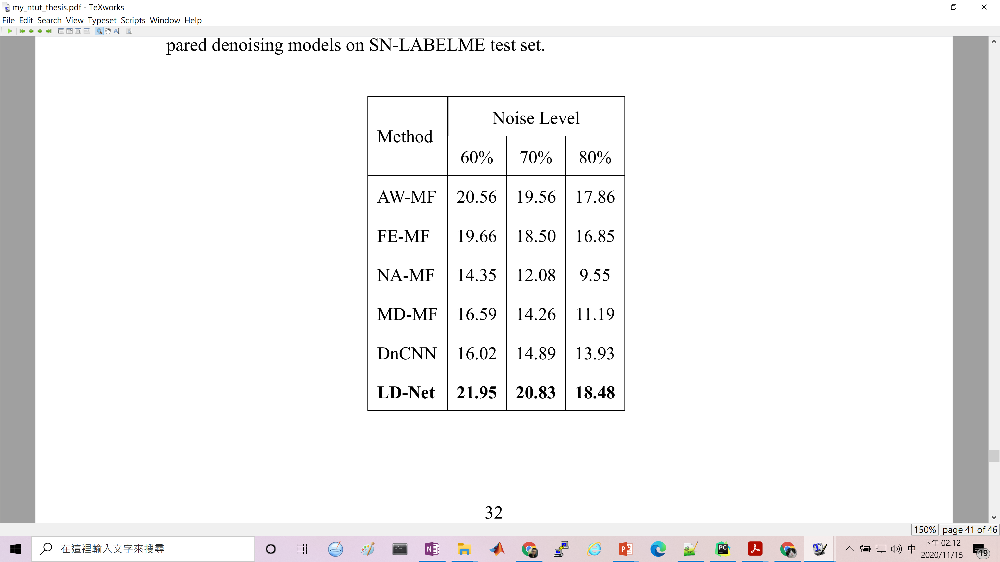 my_ntut_thesis.pdf - TeXworks
File Edit Search View Typeset Scripts Window Help
pared denoising models on SN-LABELME test set.
Method Noise Level
60% 70% 80%
AW-MF 20.56 19.56 17.86
FE-MF 19.66 18.50 16.85
NA-MF 14.35 12.08 9.55
MD-MF 16.59 14.26 11.19
DnCNN 16.02 14.89 13.93
LD-Net 21.95 20.83 18.48
32
150% page 41 of 46
在這裡輸入文字來搜尋
中
下午 02:12
2020/11/15
19